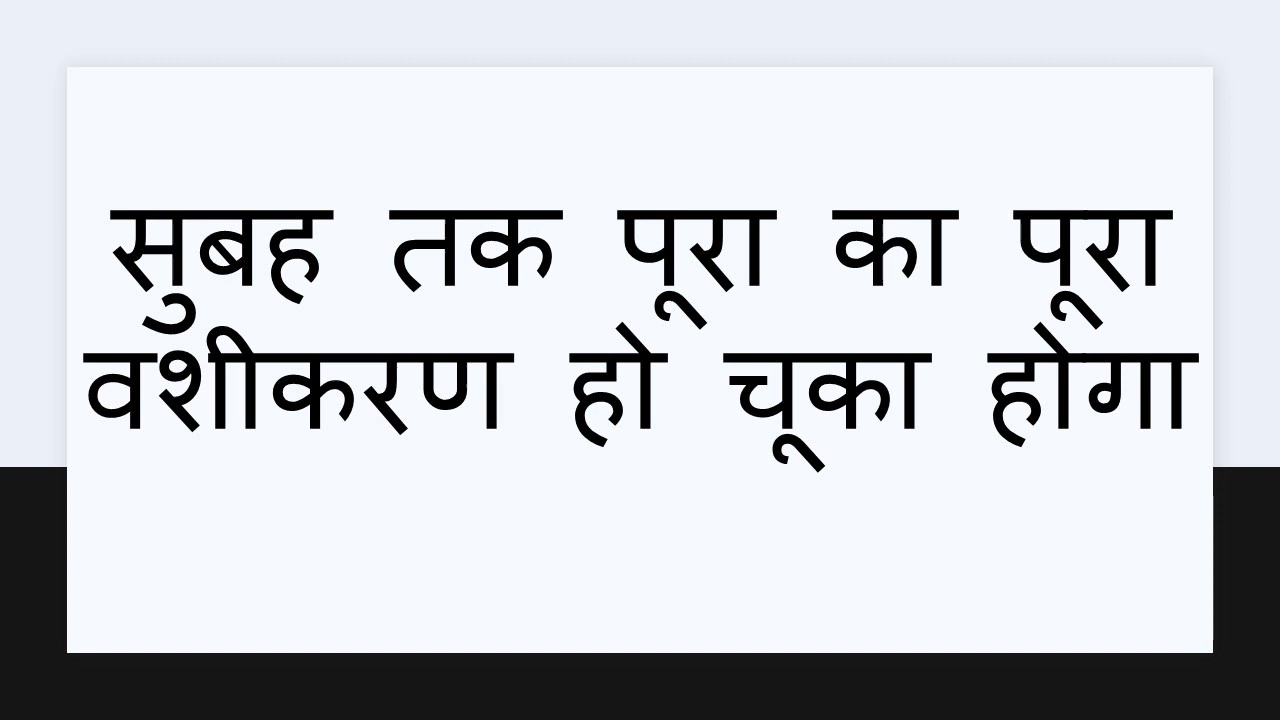 सुबह तक पूरा का पूरा
वशीकरण हो चूका होगा